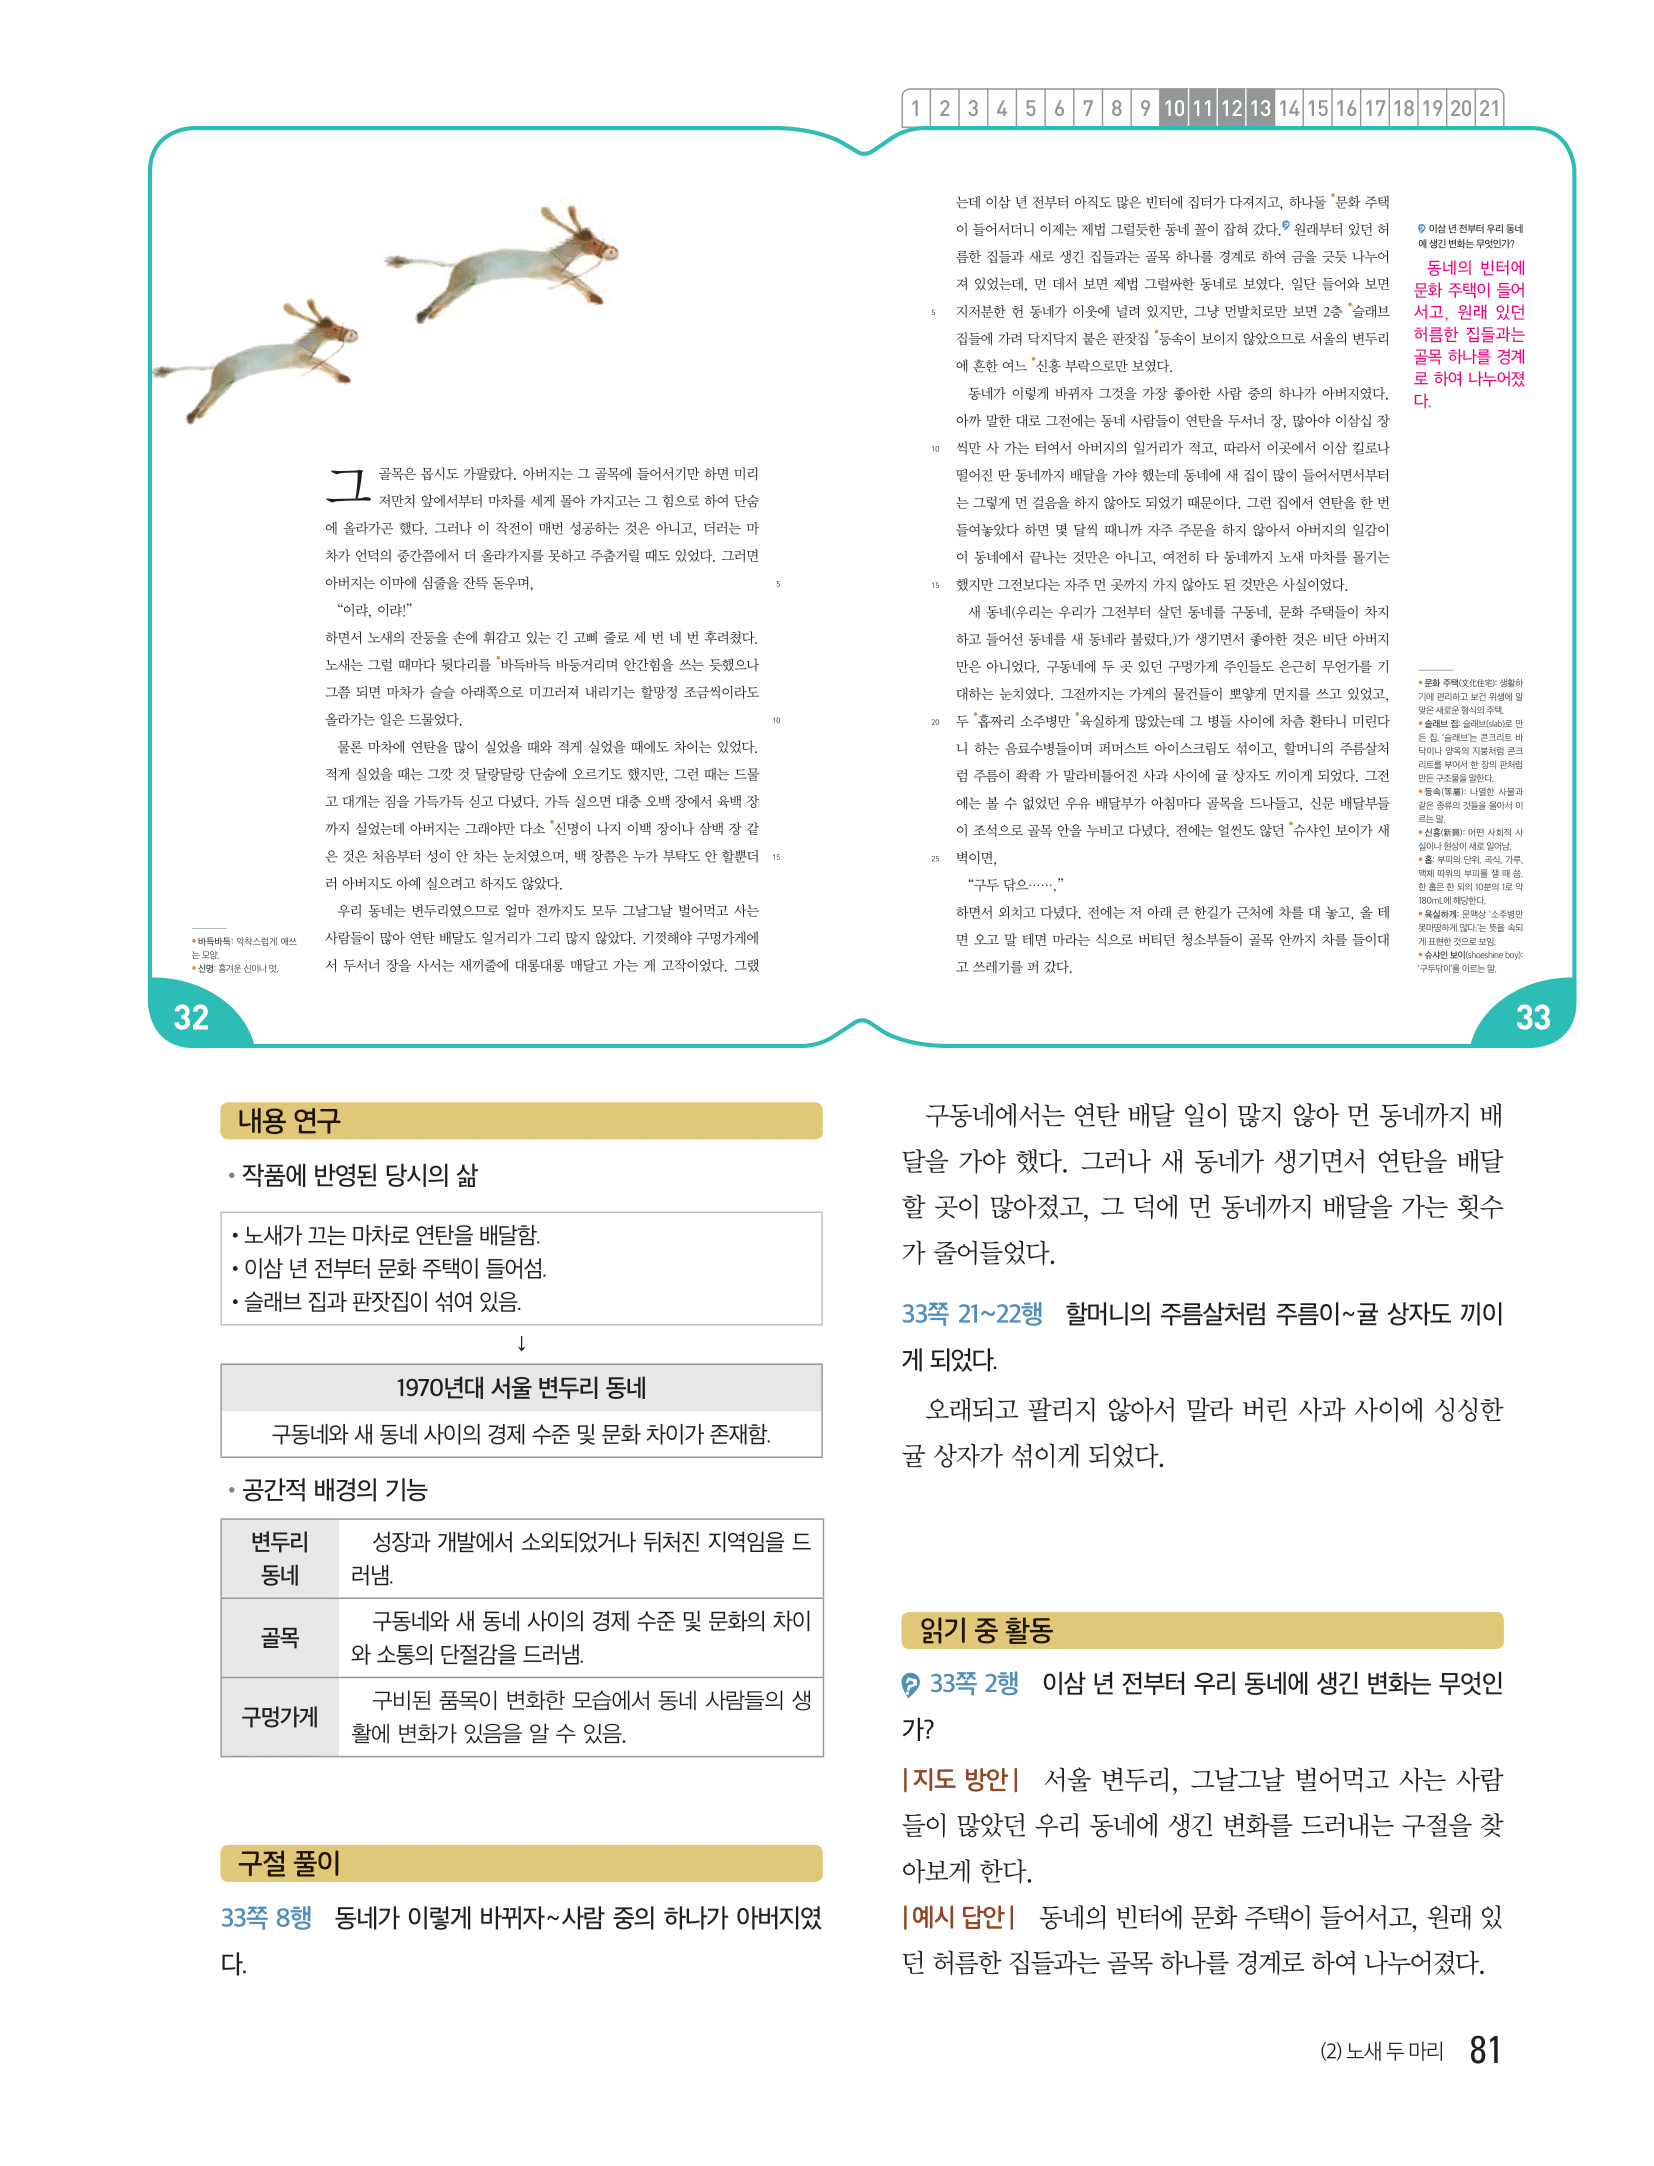 1 2 3 4 5 6 7 8 9 10 11 12 13 14 15 16 17 18 19 20 21
그 골목은 몹시도 가팔랐다. 아버지는 그 골목에 들어서기만 하면 미리
저만치 앞에서부터 마차를 세게 몰아 가지고는 그 힘으로 하여 단숨
에 올라가곤 했다. 그러나 이 작전이 매번 성공하는 것은 아니고, 더러는 마
차가 언덕의 중간쯤에서 더 올라가지를 못하고 주춤거릴 때도 있었다. 그러면
아버지는 이마에 심줄을 잔뜩 돋우며,
5
“이랴, 이랴!”
하면서 노새의 잔등을 손에 휘감고 있는 긴 고삐 줄로 세 번 네 번 후려쳤다.
노새는 그럴 때마다 뒷다리를 •바득바득 바둥거리며 안간힘을 쓰는 듯했으나
그쯤 되면 마차가 슬슬 아래쪽으로 미끄러져 내리기는 할망정 조금씩이라도
올라가는 일은 드물었다.
10
물론 마차에 연탄을 많이 실었을 때와 적게 실었을 때에도 차이는 있었다.
적게 실었을 때는 그깟 것 달랑달랑 단숨에 오르기도 했지만, 그런 때는 드물
고 대개는 짐을 가득가득 싣고 다녔다. 가득 실으면 대충 오백 장에서 육백 장
까지 실었는데 아버지는 그래야만 다소 •신명이 나지 이백 장이나 삼백 장 같
은 것은 처음부터 성이 안 차는 눈치였으며, 백 장쯤은 누가 부탁도 안 할뿐더
15
러 아버지도 아예 실으려고 하지도 않았다.
우리 동네는 변두리였으므로 얼마 전까지도 모두 그날그날 벌어먹고 사는
사람들이 많아 연탄 배달도 일거리가 그리 많지 않았다. 기껏해야 구멍가게에
서 두서너 장을 사서는 새끼줄에 대롱대롱 매달고 가는 게 고작이었다. 그랬
• 바득바득: 악착스럽게 애쓰
는 모양.
• 신명: 흥겨운 신이나 멋.
32
는데 이삼 년 전부터 아직도 많은 빈터에 집터가 다져지고, 하나둘 •문화 주택
이 들어서더니 이제는 제법 그럴듯한 동네 꼴이 잡혀 갔다. 원래부터 있던 허
름한 집들과 새로 생긴 집들과는 골목 하나를 경계로 하여 금을 긋듯 나누어
져 있었는데, 먼 데서 보면 제법 그럴싸한 동네로 보였다. 일단 들어와 보면
5
지저분한 헌 동네가 이웃에 널려 있지만, 그냥 먼발치로만 보면 2층 •슬래브
집들에 가려 닥지닥지 붙은 판잣집 •등속이 보이지 않았으므로 서울의 변두리
에 흔한 여느 •신흥 부락으로만 보였다.
동네가 이렇게 바뀌자 그것을 가장 좋아한 사람 중의 하나가 아버지였다.
아까 말한 대로 그전에는 동네 사람들이 연탄을 두서너 장, 많아야 이삼십 장
10
씩만 사 가는 터여서 아버지의 일거리가 적고, 따라서 이곳에서 이삼 킬로나
떨어진 딴 동네까지 배달을 가야 했는데 동네에 새 집이 많이 들어서면서부터
는 그렇게 먼 걸음을 하지 않아도 되었기 때문이다. 그런 집에서 연탄을 한 번
들여놓았다 하면 몇 달씩 때니까 자주 주문을 하지 않아서 아버지의 일감이
이 동네에서 끝나는 것만은 아니고, 여전히 타 동네까지 노새 마차를 몰기는
15
했지만 그전보다는 자주 먼 곳까지 가지 않아도 된 것만은 사실이었다.
새 동네(우리는 우리가 그전부터 살던 동네를 구동네, 문화 주택들이 차지
하고 들어선 동네를 새 동네라 불렀다.)가 생기면서 좋아한 것은 비단 아버지
만은 아니었다. 구동네에 두 곳 있던 구멍가게 주인들도 은근히 무언가를 기
대하는 눈치였다. 그전까지는 가게의 물건들이 뽀얗게 먼지를 쓰고 있었고,
20
두 •홉짜리 소주병만 •육실하게 많았는데 그 병들 사이에 차츰 환타니 미린다
니 하는 음료수병들이며 퍼머스트 아이스크림도 섞이고, 할머니의 주름살처
럼 주름이 좍좍 가 말라비틀어진 사과 사이에 귤 상자도 끼이게 되었다. 그전
에는 볼 수 없었던 우유 배달부가 아침마다 골목을 드나들고, 신문 배달부들
이 조석으로 골목 안을 누비고 다녔다. 전에는 얼씬도 않던 •슈샤인 보이가 새
25
벽이면,
“구두 닦으…….”
하면서 외치고 다녔다. 전에는 저 아래 큰 한길가 근처에 차를 대 놓고, 올 테
면 오고 말 테면 마라는 식으로 버티던 청소부들이 골목 안까지 차를 들이대
고 쓰레기를 퍼 갔다.
이삼 년 전부터 우리 동네
에 생긴 변화는 무엇인가?
동네의 빈터에
문화 주택이 들어
서고, 원래 있던
허름한 집들과는
골목 하나를 경계
로 하여 나누어졌
다.
• 문화 주택(文化住宅): 생활하
기에 편리하고 보건 위생에 알
맞은 새로운 형식의 주택.
• 슬래브 집: 슬래브(slab)로 만
든 집. ‘슬래브’는 콘크리트 바
닥이나 양옥의 지붕처럼 콘크
리트를 부어서 한 장의 판처럼
만든 구조물을 말한다.
• 등속(等屬): 나열한 사물과
같은 종류의 것들을 몰아서 이
르는 말.
• 신흥(新興): 어떤 사회적 사
실이나 현상이 새로 일어남.
• 홉: 부피의 단위. 곡식, 가루,
액체 따위의 부피를 잴 때 씀.
한 홉은 한 되의 10분의 1로 약
180mL에 해당한다.
• 육실하게: 문맥상 ‘소주병만
못마땅하게 많다.’는 뜻을 속되
게 표현한 것으로 보임.
• 슈샤인 보이(shoeshine boy):
‘구두닦이’를 이르는 말.
33
내용 연구
• 작품에 반영된 당시의 삶
• 노새가 끄는 마차로 연탄을 배달함.
• 이삼 년 전부터 문화 주택이 들어섬.
• 슬래브 집과 판잣집이 섞여 있음.
↓
1970년대 서울 변두리 동네
구동네와 새 동네 사이의 경제 수준 및 문화 차이가 존재함.
• 공간적 배경의 기능
변두리
동네
성장과 개발에서 소외되었거나 뒤처진 지역임을 드
러냄.
골목
구동네와 새 동네 사이의 경제 수준 및 문화의 차이
와 소통의 단절감을 드러냄.
구멍가게
구비된 품목이 변화한 모습에서 동네 사람들의 생
활에 변화가 있음을 알 수 있음.
구절 풀이
33쪽 8행 동네가 이렇게 바뀌자~사람 중의 하나가 아버지였
다.
구동네에서는 연탄 배달 일이 많지 않아 먼 동네까지 배
달을 가야 했다. 그러나 새 동네가 생기면서 연탄을 배달
할 곳이 많아졌고, 그 덕에 먼 동네까지 배달을 가는 횟수
가 줄어들었다.
33쪽 21~22행 할머니의 주름살처럼 주름이~귤 상자도 끼이
게 되었다.
오래되고 팔리지 않아서 말라 버린 사과 사이에 싱싱한
귤 상자가 섞이게 되었다.
읽기 중 활동
33쪽 2행 이삼 년 전부터 우리 동네에 생긴 변화는 무엇인
가?
|지도 방안| 서울 변두리, 그날그날 벌어먹고 사는 사람
들이 많았던 우리 동네에 생긴 변화를 드러내는 구절을 찾
아보게 한다.
|예시 답안| 동네의 빈터에 문화 주택이 들어서고, 원래 있
던 허름한 집들과는 골목 하나를 경계로 하여 나누어졌다.
(2) 노새 두 마리 81